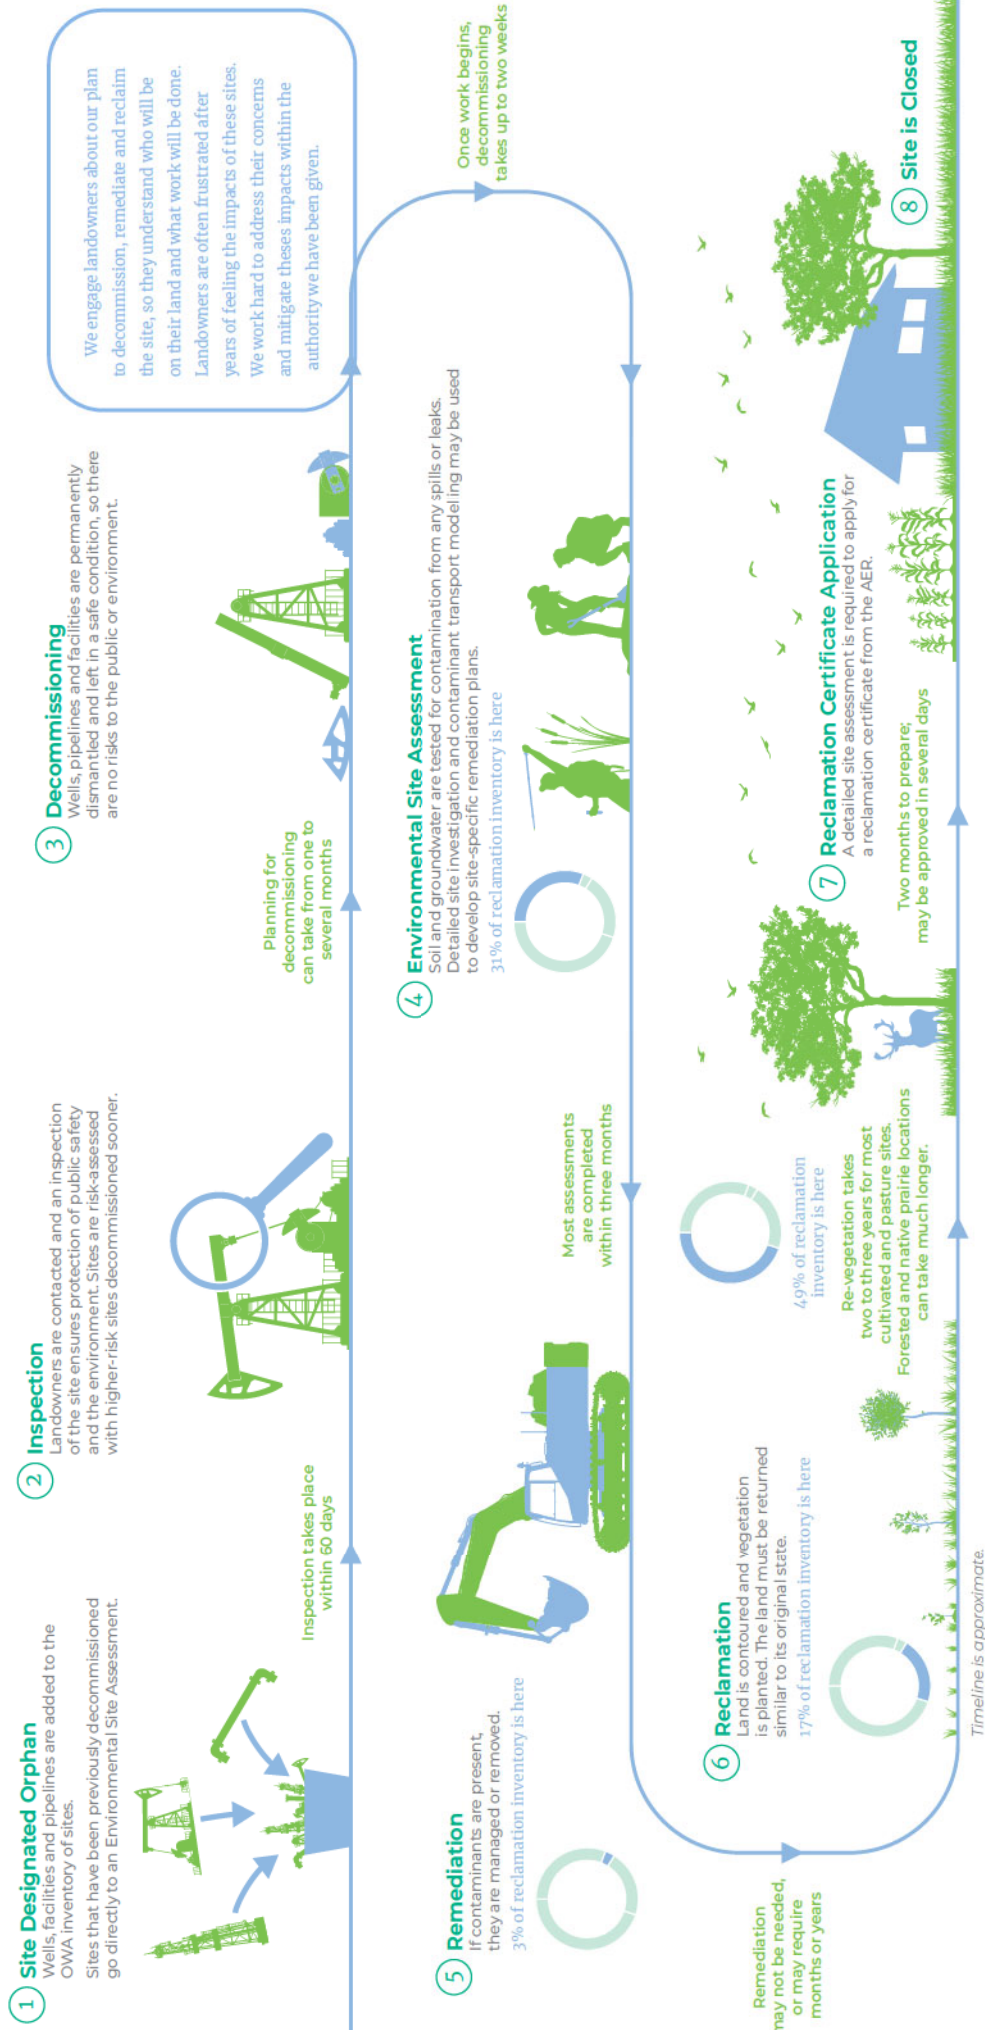 1 Site Designated Orphan
Wells, facilities and pipelines are added to the
OWA inventory of sites.
Sites that have been previously decommissioned
go directly to an Environmental Site Assessment.
Inspection takes place
within 60 days
2 Inspection
Landowners are contacted and an inspection
of the site ensures protection of public safety
and the environment. Sites are risk-assessed
with higher-risk sites decommissioned sooner.
Planning for
decommissioning
can take from one to
several months
3 Decommissioning
Wells, pipelines and facilities are permanently
dismantled and left in a safe condition, so there
are no risks to the public or environment.
We engage landowners about our plan
to decommission, remediate and reclaim
the site, so they understand who will be
on their land and what work will be done.
Landowners are often frustrated after
years of feeling the impacts of these sites.
We work hard to address their concerns
and mitigate theses impacts within the
authority we have been given.
Once work begins,
decommissioning
takes up to two weeks
4 Environmental Site Assessment
Soil and groundwater are tested for contamination from any spills or leaks.
Detailed site investigation and contaminant transport modeling may be used
to develop site-specific remediation plans.
31% of reclamation inventory is here
Most assessments
are completed
within three months
5 Remediation
If contaminants are present,
they are managed or removed.
3% of reclamation inventory is here
Remediation
may not be needed,
or may require
months or years
6 Reclamation
Land is contoured and vegetation
is planted. The land must be returned
similar to its original state.
17% of reclamation inventory is here
49% of reclamation
inventory is here
Re-vegetation takes
two to three years for most
cultivated and pasture sites.
Forested and native prairie locations
can take much longer.
7 Reclamation Certificate Application
A detailed site assessment is required to apply for
a reclamation certificate from the AER.
Two months to prepare;
may be approved in several days
8 Site is Closed
Timeline is approximate.